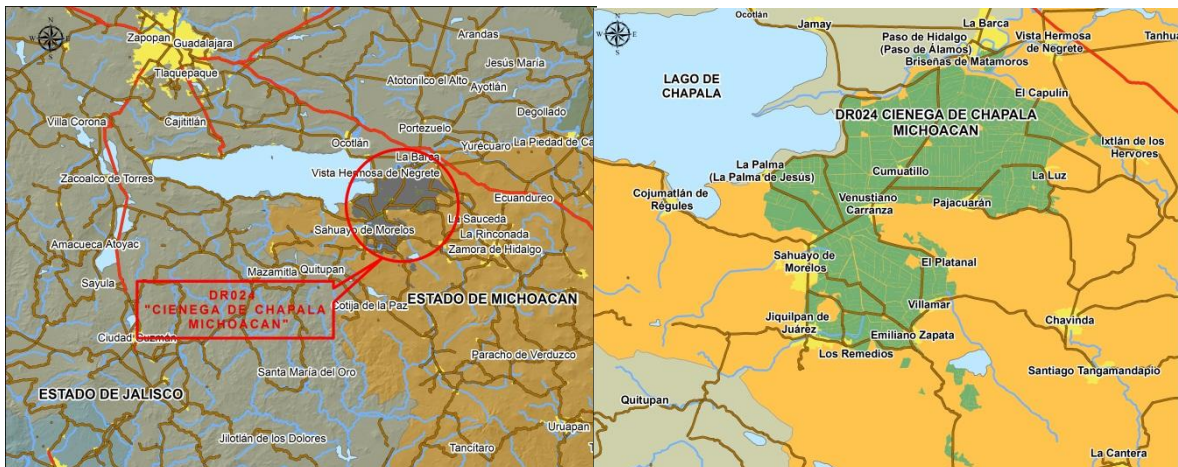 N
Zapopan
Guadalajara
Tlaquepaque
Arandas
Jesús María
Atotonilco el Alto
Ayotlán
Degollado
Villa Corona
Cajititlán
Portezuelo
Ocotlán
Yurécuaro
La Piedad de Ca
La Barca
Vista Hermosa de Negrete
Zacoalco de Torres
Ecuandureo
La Sauceda
La Rinconada
Sahuayo de Morelos
Zamora de Hidalgo
Amacueca
Atoyac
Mazamitla
Quitupan
Sayula
DR024
"CIENEGA DE CHAPALA
MICHOACAN"
Cotija de la Paz
ESTADO DE MICHOACAN
Ciudad Guzmán
Paracho de Verduzco
Santa María del Oro
ESTADO DE JALISCO
Uruapan
Jilotlán de los Dolores
Tancítaro
N
Ocotlán
Jamay
La Barca
Paso de Hidalgo
(Paso de Álamos)
Vista Hermosa
de Negrete
Tanhua
Briseñas de Matamoros
LAGO DE
CHAPALA
El Capulín
DR024 CIENEGA DE CHAPALA
MICHOACAN
Ixtlán de los
Hervores
La Palma
(La Palma de Jesús)
Cumuatillo
La Luz
Cojumatlán de
Régules
Venustiano
Carranza
Pajacuarán
Sahuayo
de Morelos
El Platanal
Villamar
Jiquilpan de
Juárez
Chavinda
Emiliano Zapata
Los Remedios
Santiago Tangamandapio
Quitupan
La Cantera